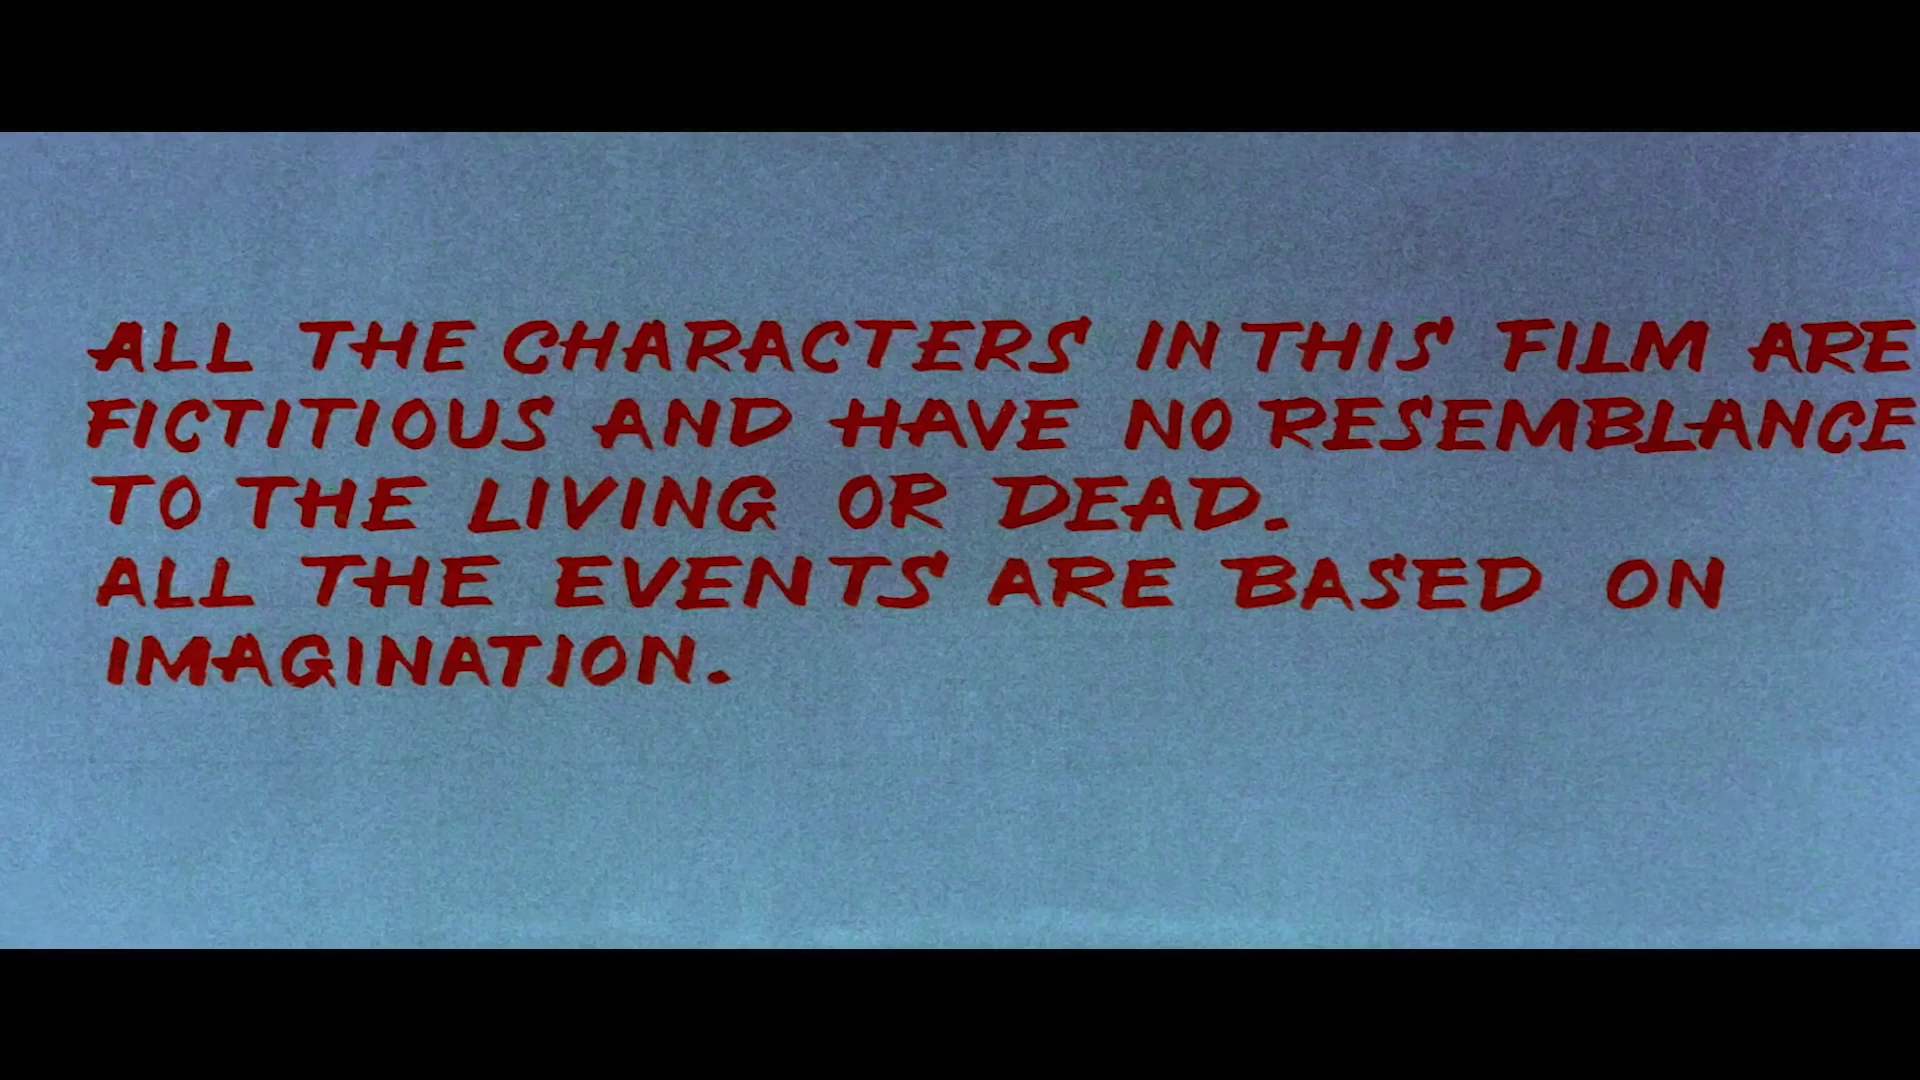 ALL THE CHARACTERS IN THIS FILM ARE
FICTITIOUS AND HAVE NO RESEMBLANCE
TO THE LIVING OR DEAD.
ALL THE EVENTS ARE BASED ON
IMAGINATION.